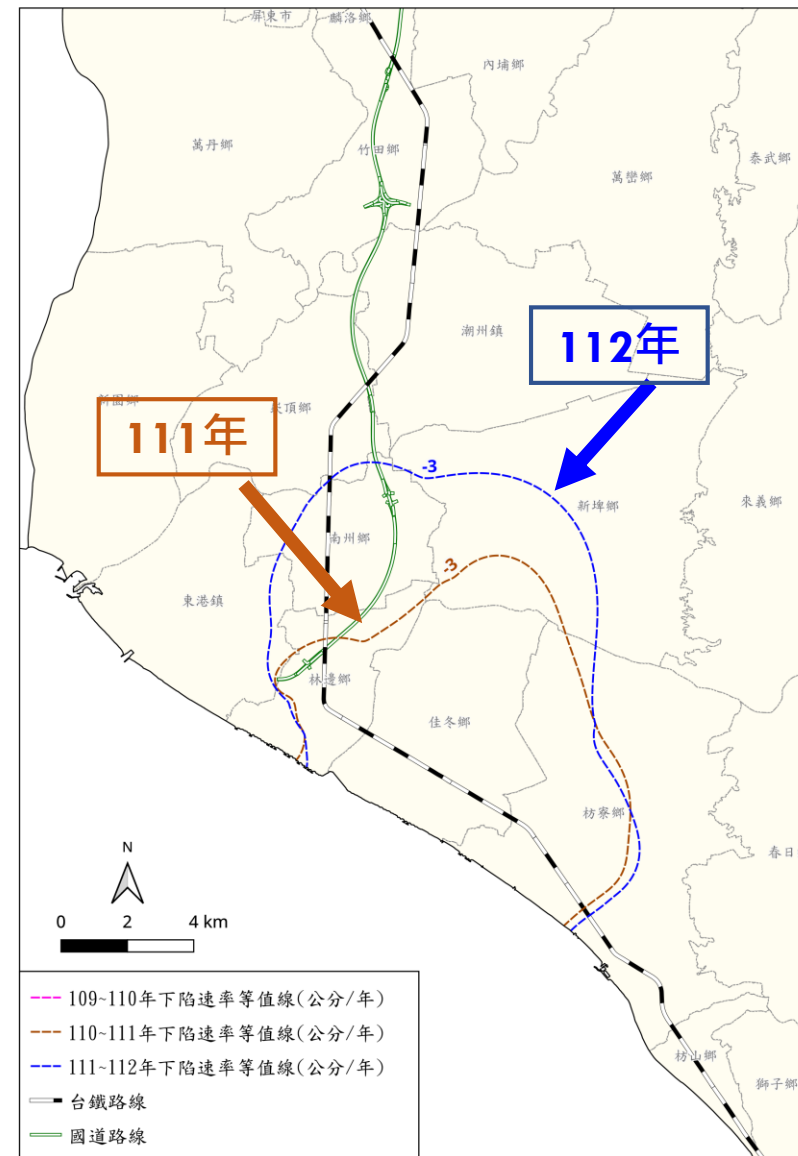 屏東市
麟洛鄉
內埔鄉
萬丹鄉
竹田鄉
泰武鄉
萬巒鄉
潮州鎮
112年
新園鄉
崁頂鄉
111年
-3
新埤鄉
來義鄉
南州鄉
-3
東港鎮
林邊鄉
佳冬鄉
枋寮鄉
春日
N
0 2 4 km
109~110年下陷速率等值線(公分/年)
110~111年下陷速率等值線(公分/年)
111~112年下陷速率等值線(公分/年)
台鐵路線
國道路線
枋山鄉
獅子鄉